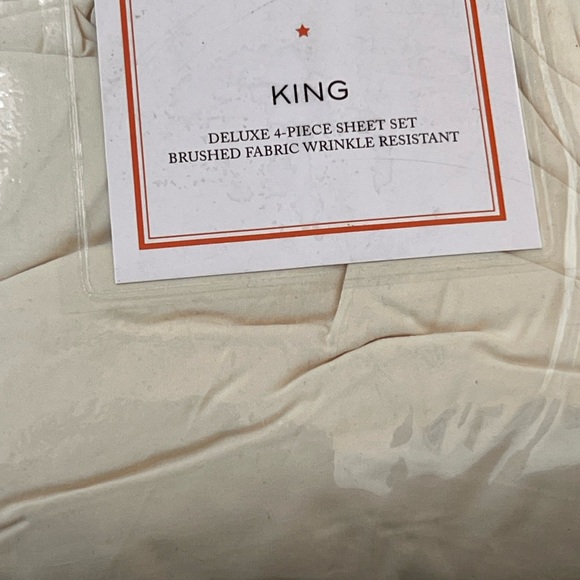 KING
DELUXE 4-PIECE SHEET SET
BRUSHED FABRIC WRINKLE RESISTANT